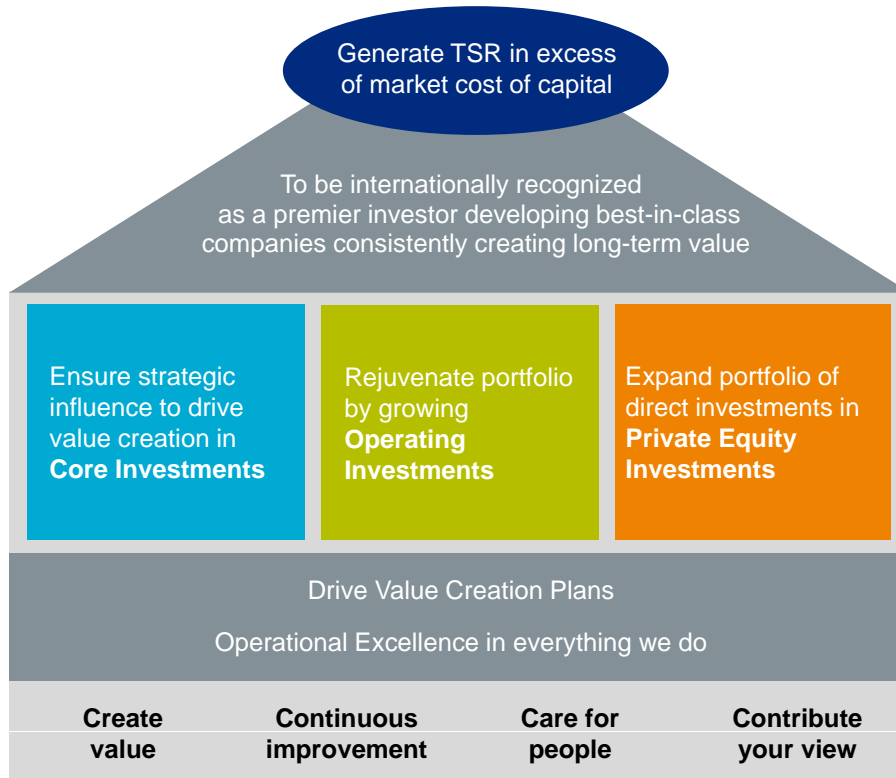 Generate TSR in excess
of market cost of capital
To be internationally recognized
as a premier investor developing best-in-class
companies consistently creating long-term value
Ensure strategic
influence to drive
value creation in
Core Investments
Rejuvenate portfolio
by growing
Operating
Investments
Expand portfolio of
direct investments in
Private Equity
Investments
Drive Value Creation Plans
Operational Excellence in everything we do
Create
value
Continuous
improvement
Care for
people
Contribute
your view